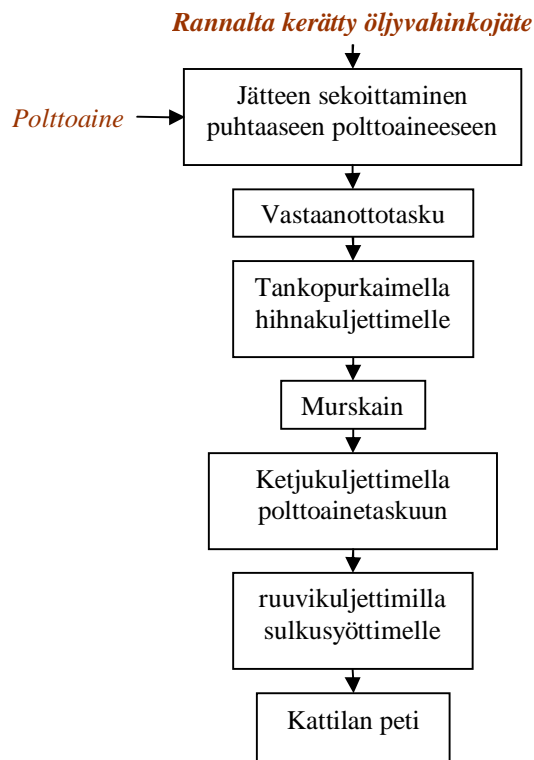 Rannalta kerätty öljyvahinkojäte
Jätteen sekoittaminen
puhtaaseen polttoaineeseen
Polttoaine
Vastaanottotasku
Tankopurkaimella
hihnakuljettimelle
Murskain
Ketjukuljettimella
polttoainetaskuun
ruuvikuljettimilla
sulkusyöttimelle
Kattilan peti